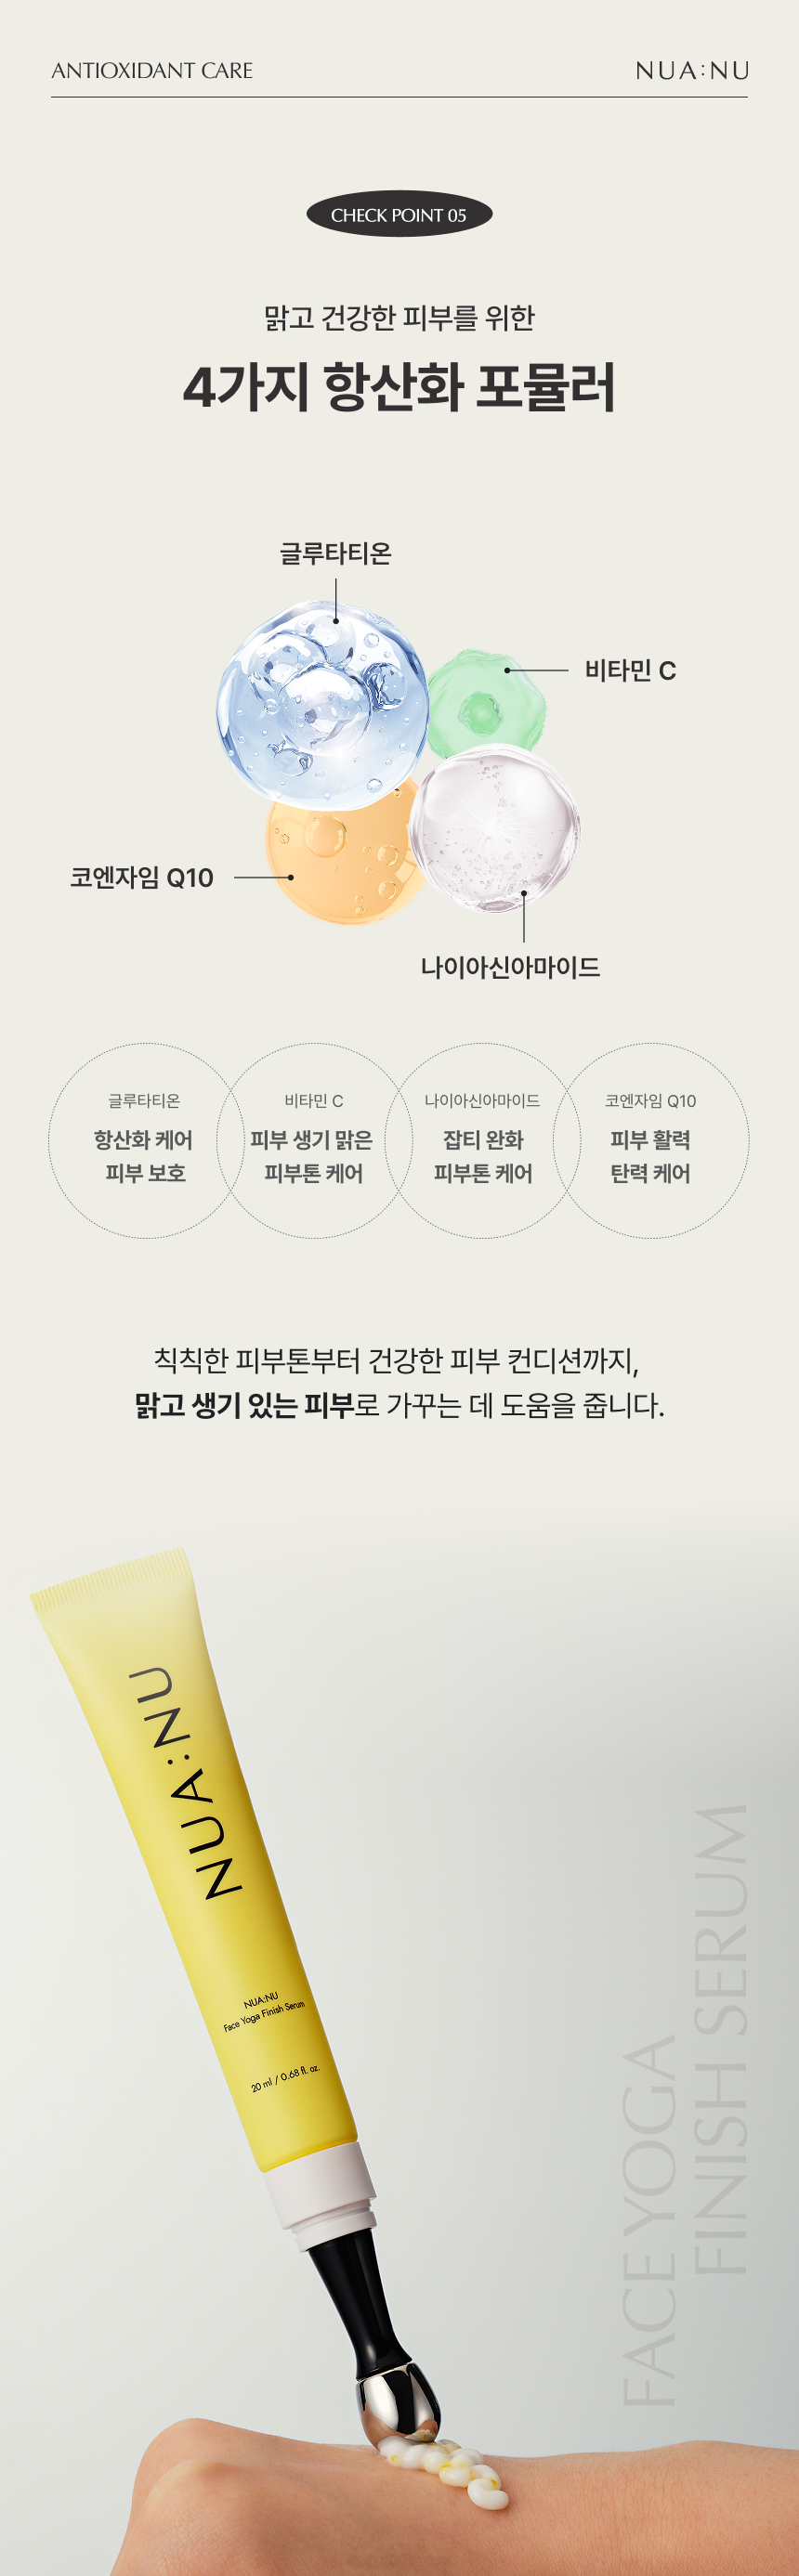 ANTIOXIDANT CARE
NUA:NU
CHECK POINT 05
맑고 건강한 피부를 위한
4가지 항산화 포뮬러
글루타티온
비타민 C
코엔자임 Q10
나이아신아마이드
글루타티온
항산화 케어
피부 보호
비타민 C
피부 생기 맑은
피부톤 케어
나이아신아마이드
잡티 완화
피부톤 케어
코엔자임 Q10
피부 활력
탄력 케어
칙칙한 피부톤부터 건강한 피부 컨디션까지,
맑고 생기 있는 피부로 가꾸는 데 도움을 줍니다.
NUA:NU
NUA:NU
Face Yoga Finish Serum
20 ml / 0.68 fl. oz.
FACE YOGA
FINISH SERUM